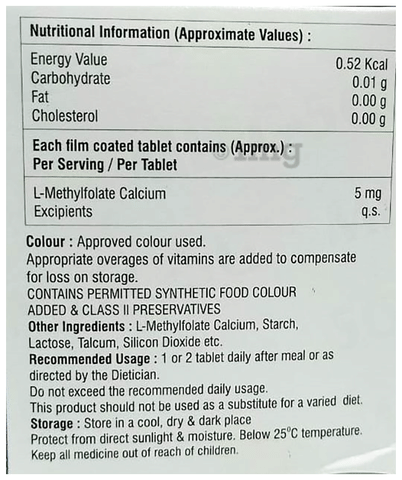 Nutritional Information (Approximate Values) :
Energy Value 0.52 Kcal
Carbohydrate 0.01 g
Fat 0.00 g
Cholesterol 0.00 g
Each film coated tablet contains (Approx.) :
Per Serving / Per Tablet
L-Methylfolate Calcium 5 mg
Excipients q.s.
Colour : Approved colour used.
Appropriate overages of vitamins are added to compensate
for loss on storage.
CONTAINS PERMITTED SYNTHETIC FOOD COLOUR
ADDED & CLASS II PRESERVATIVES
Other Ingredients : L-Methylfolate Calcium, Starch,
Lactose, Talcum, Silicon Dioxide etc.
Recommended Usage : 1 or 2 tablet daily after meal or as
directed by the Dietician.
Do not exceed the recommended daily usage.
This product should not be used as a substitute for a varied diet.
Storage : Store in a cool, dry & dark place
Protect from direct sunlight & moisture. Below 25°C temperature.
Keep all medicine out of reach of children.